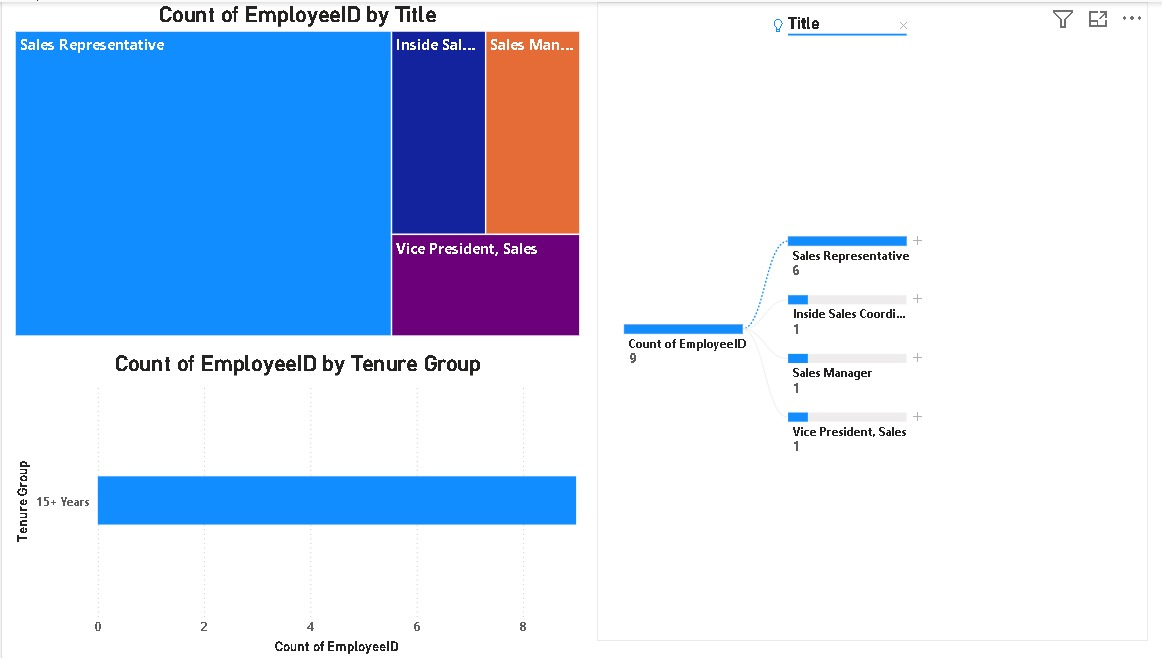 Count of EmployeeID by Title
Sales Representative
Inside Sal...
Sales Man...
Vice President, Sales
Count of EmployeeID by Tenure Group
Tenure Group
15+ Years
0 2 4 6 8
Count of EmployeeID
Title
Count of EmployeeID
9
Sales Representative
6
Inside Sales Coordi...
1
Sales Manager
1
Vice President, Sales
1